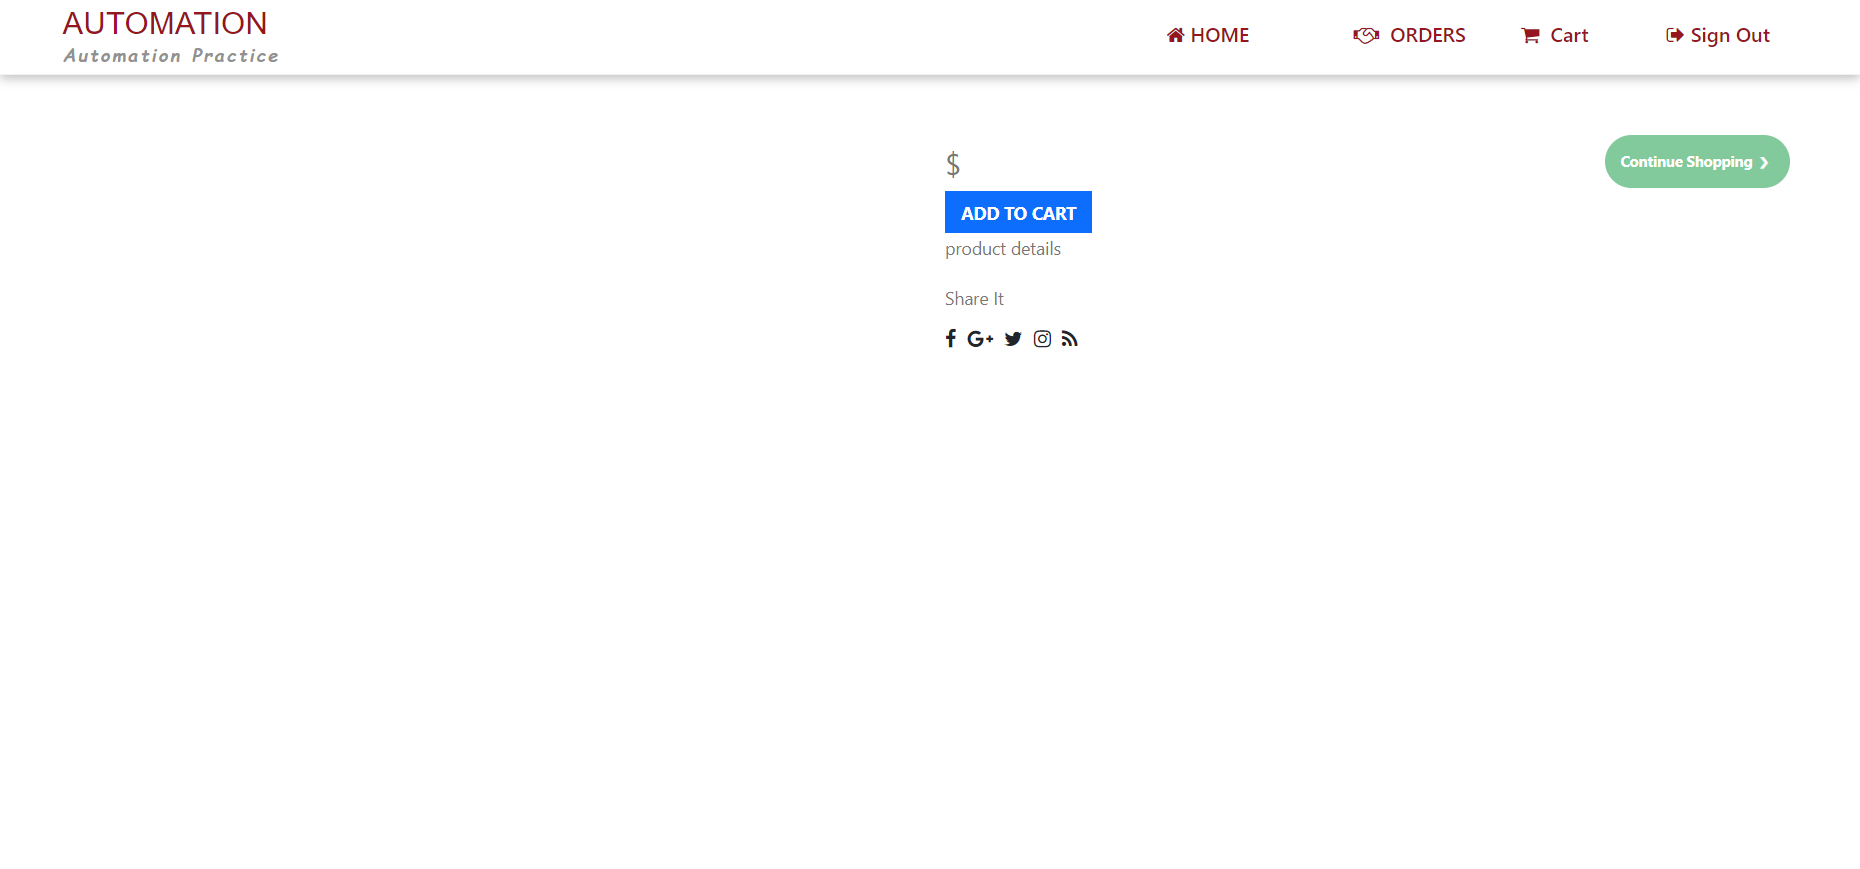 AUTOMATION
Automation Practice
HOME
ORDERS
Cart
Sign Out
Continue Shopping ❯
$
ADD TO CART
product details
Share It